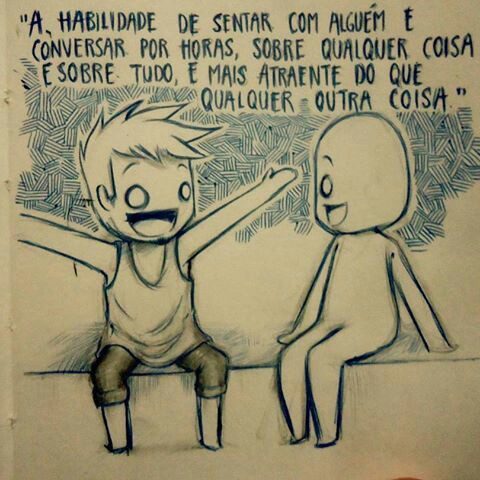 "A HABILIDADE DE SENTAR COM ALGUÉM E
CONVERSAR POR HORAS, SOBRE QUALQUER COISA
E SOBRE TUDO, É MAIS ATRAENTE DO QUE
QUALQUER OUTRA COISA."